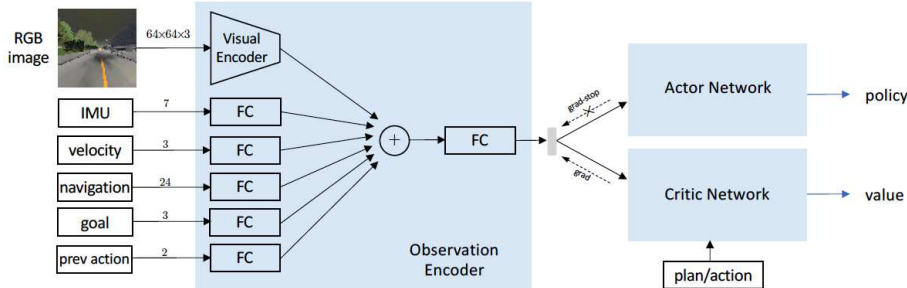 RGB
image
64×64×3
Visual
Encoder
IMU
7
FC
velocity
3
FC
navigation
24
FC
goal
3
FC
prev action
2
FC
+
FC
Observation
Encoder
grad-stop
grad
Actor Network
policy
Critic Network
value
plan/action